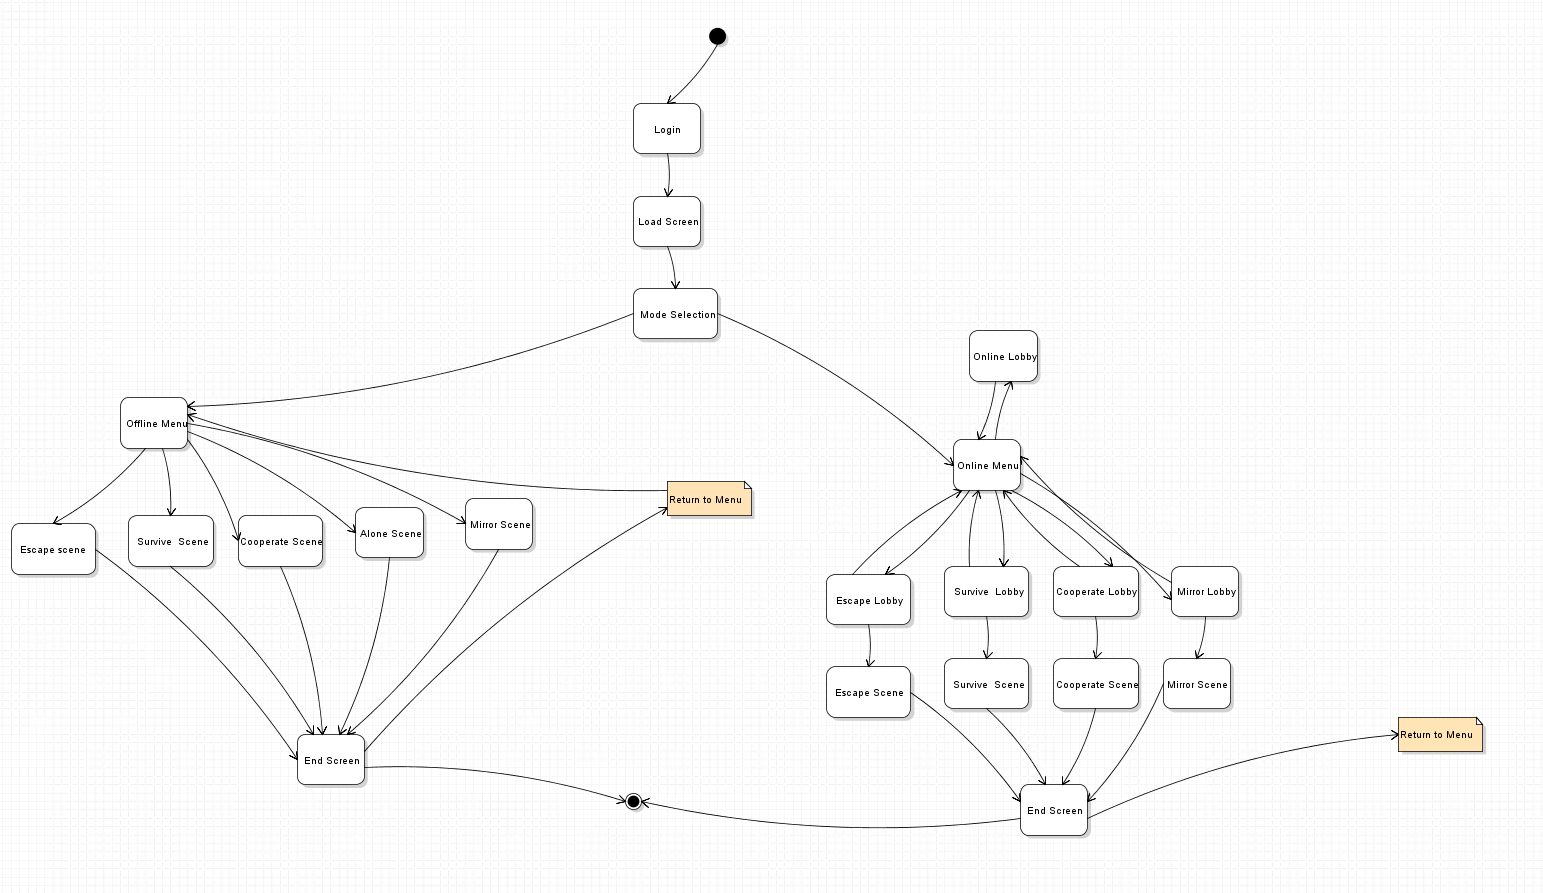 Login
Load Screen
Mode Selection
Online Lobby
Offline Menu
Online Menu
Return to Menu
Escape scene
Survive  Scene
Cooperate Scene
Alone Scene
Mirror Scene
Escape Lobby
Survive  Lobby
Cooperate Lobby
Mirror Lobby
Escape Scene
Survive  Scene
Cooperate Scene
Mirror Scene
Return to Menu
End Screen
End Screen